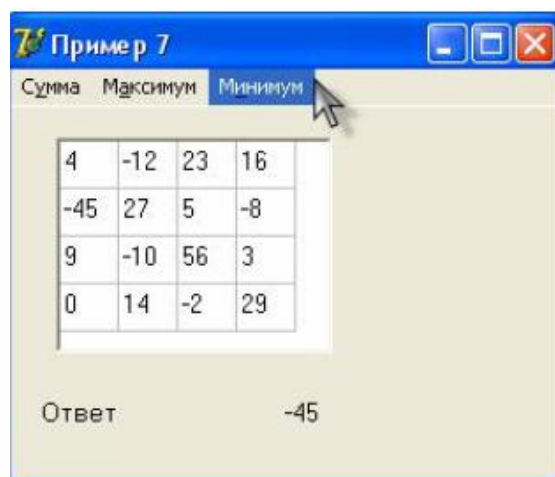 Пример 7
Сумма Максимум Минимум
4 -12 23 16
-45 27 5 -8
9 -10 56 3
0 14 -2 29
Ответ -45